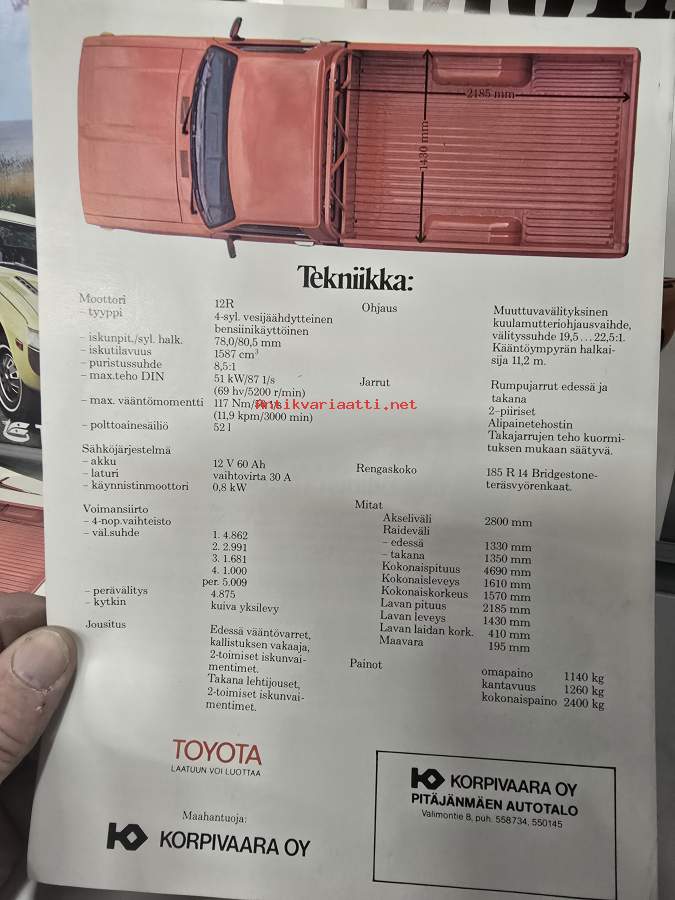 2185 mm
1430 mm
Tekniikka:
Moottori
– tyyppi 12R
4-syl. vesijäähdytteinen
bensiinikäyttöinen
– iskunpit./syl. halk. 78,0/80,5 mm
– iskutilavuus 1587 cm³
– puristussuhde 8,5:1
– max.teho DIN 51 kW/87 1/s
(69 hv/5200 r/min)
– max. vääntömomentti 117 Nm/
(11,9 kpm/3000 min)
– polttoainesäiliö 52 l
Sähköjärjestelmä
– akku 12 V 60 Ah
– laturi vaihtovirta 30 A
– käynnistinmoottori 0,8 kW
Voimansiirto
– 4-nop.vaihteisto
– väl.suhde 1. 4.862
2. 2.991
3. 1.681
4. 1.000
per. 5.009
– perävälitys 4.875
– kytkin kuiva yksilevy
Jousitus Edessä vääntövarret,
kallistuksen vakaaja,
2-toimiset iskunvai-
mentimet.
Takana lehtijouset,
2-toimiset iskunvai-
mentimet.
Ohjaus Muuttuvavälityksinen
kuulamutteriohjausvaihde,
välityssuhde 19,5...22,5:1.
Kääntöympyrän halkai-
sija 11,2 m.
Jarrut Rumpujarrut edessä ja
takana
2-piiriset
Alipainetehostin
Takajarrujen teho kuormi-
tuksen mukaan säätyvä.
Rengaskoko 185 R 14 Bridgestone-
teräsvyörenkaat.
Mitat
Akseliväli 2800 mm
Raideväli
– edessä 1330 mm
– takana 1350 mm
Kokonaispituus 4690 mm
Kokonaisleveys 1610 mm
Kokonaiskorkeus 1570 mm
Lavan pituus 2185 mm
Lavan leveys 1430 mm
Lavan laidan kork. 410 mm
Maavara 195 mm
Painot omapaino 1140 kg
kantavuus 1260 kg
kokonaispaino 2400 kg
Antikvariaatti.net
TOYOTA
LAATUUN VOI LUOTTAA
Maahantuoja:
KORPIVAARA OY
KORPIVAARA OY
PITÄJÄNMÄEN AUTOTALO
Valimontie 8, puh. 558734, 550145